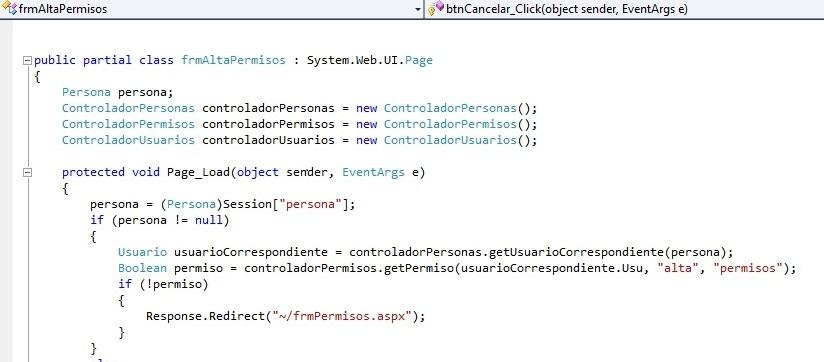 frmAltaPermisos
btnCancelar_Click(object sender, EventArgs e)
public partial class frmAltaPermisos : System.Web.UI.Page
{
Persona persona;
ControladorPersonas controladorPersonas = new ControladorPersonas();
ControladorPermisos controladorPermisos = new ControladorPermisos();
ControladorUsuarios controladorUsuarios = new ControladorUsuarios();
protected void Page_Load(object sender, EventArgs e)
{
persona = (Persona)Session["persona"];
if (persona != null)
{
Usuario usuarioCorrespondiente = controladorPersonas.getUsuarioCorrespondiente(persona);
Boolean permiso = controladorPermisos.getPermiso(usuarioCorrespondiente.Usu, "alta", "permisos");
if (!permiso)
{
Response.Redirect("~/frmPermisos.aspx");
}
}